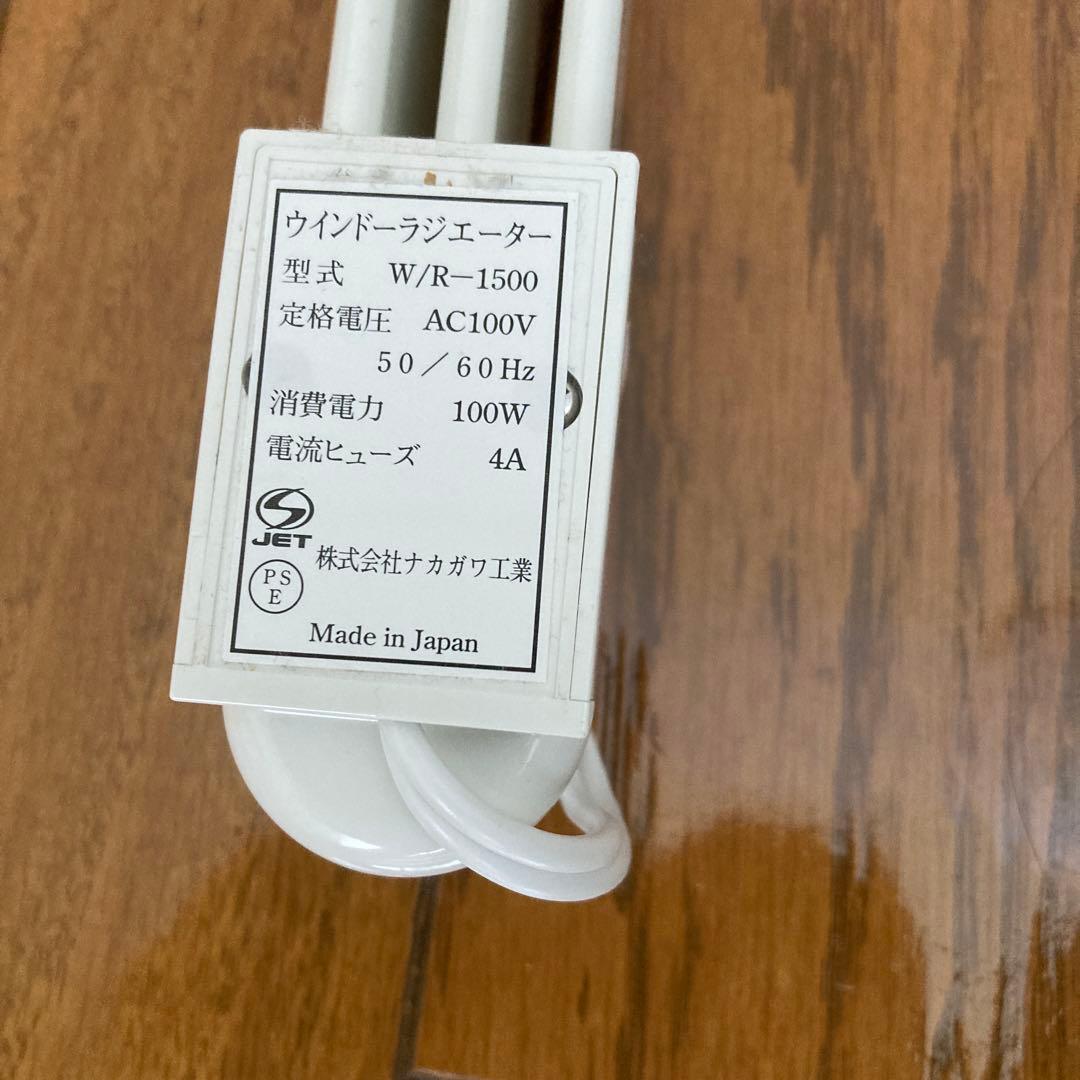 ウインドーラジエーター
型式 W/R－1500
定格電圧 AC100V
50／60Hz
消費電力 100W
電流ヒューズ 4A
JET
株式会社ナカガワ工業
PS
E
Made in Japan